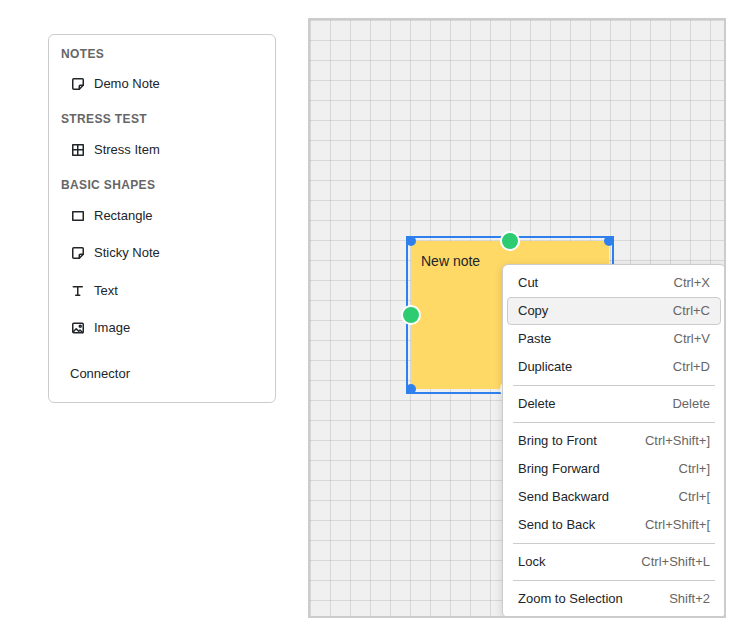 NOTES
Demo Note
STRESS TEST
Stress Item
BASIC SHAPES
Rectangle
Sticky Note
Text
Image
Connector
New note
Cut Ctrl+X
Copy Ctrl+C
Paste Ctrl+V
Duplicate Ctrl+D
Delete Delete
Bring to Front Ctrl+Shift+]
Bring Forward Ctrl+]
Send Backward Ctrl+[
Send to Back Ctrl+Shift+[
Lock Ctrl+Shift+L
Zoom to Selection Shift+2